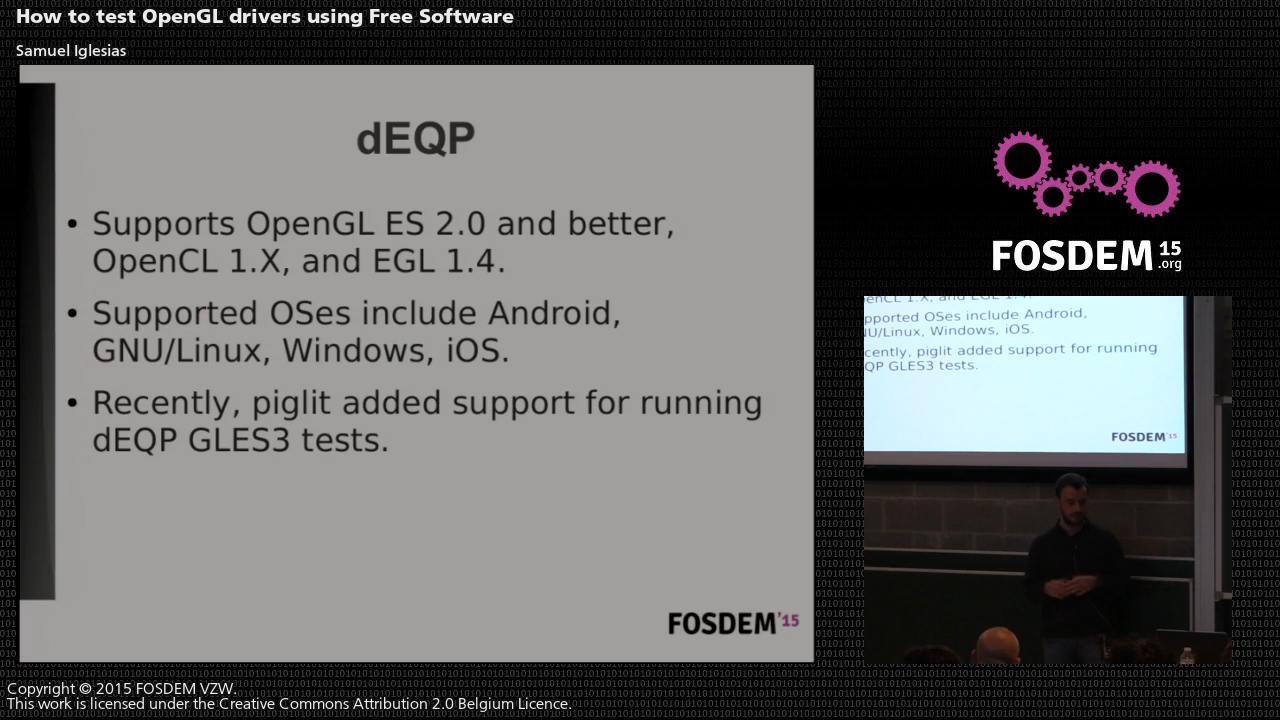 How to test OpenGL drivers using Free Software
Samuel Iglesias
dEQP
• Supports OpenGL ES 2.0 and better,
OpenCL 1.X, and EGL 1.4.
• Supported OSes include Android,
GNU/Linux, Windows, iOS.
• Recently, piglit added support for running
dEQP GLES3 tests.
FOSDEM'15
FOSDEM 15
.org
pported OSes include Android,
U/Linux, Windows, iOS.
cently, piglit added support for running
QP GLES3 tests.
FOSDEM'15
Copyright © 2015 FOSDEM VZW.
This work is licensed under the Creative Commons Attribution 2.0 Belgium Licence.